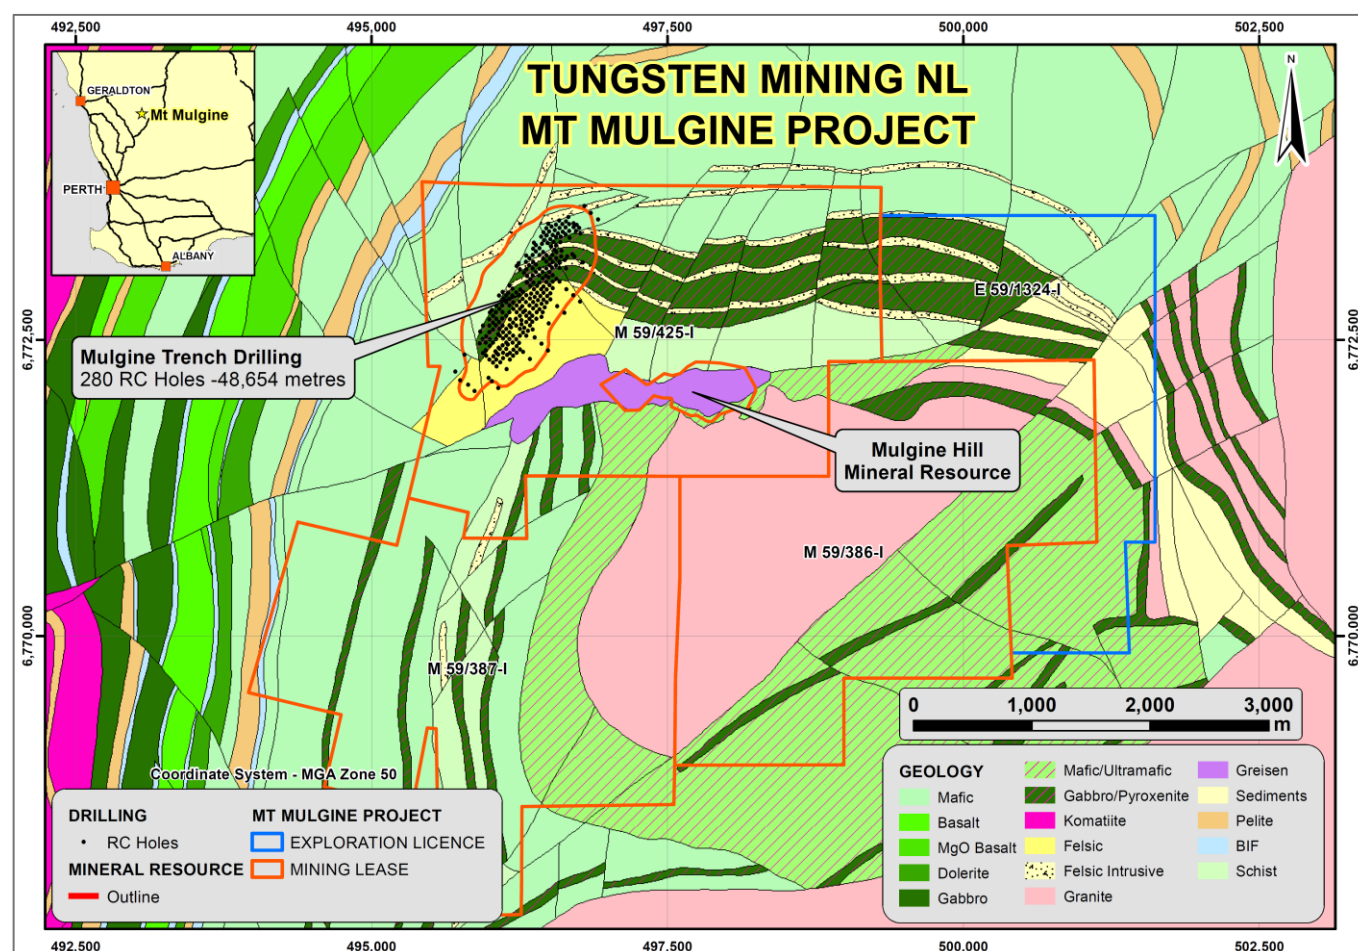 492,500 495,000 497,500 500,000 502,500
TUNGSTEN MINING NL
MT MULGINE PROJECT
N
GERALDTON
Mt Mulgine
PERTH
ALBANY
E 59/1324-I
M 59/425-I
6,772,500
6,772,500
Mulgine Trench Drilling
280 RC Holes -48,654 metres
Mulgine Hill
Mineral Resource
M 59/386-I
6,770,000
6,770,000
M 59/387-I
0 1,000 2,000 3,000
m
Coordinate System - MGA Zone 50
DRILLING
RC Holes
MINERAL RESOURCE
Outline
MT MULGINE PROJECT
EXPLORATION LICENCE
MINING LEASE
GEOLOGY
Mafic
Basalt
MgO Basalt
Dolerite
Gabbro
Mafic/Ultramafic
Gabbro/Pyroxenite
Komatiite
Felsic
Felsic Intrusive
Granite
Greisen
Sediments
Pelite
BIF
Schist
492,500 495,000 497,500 500,000 502,500